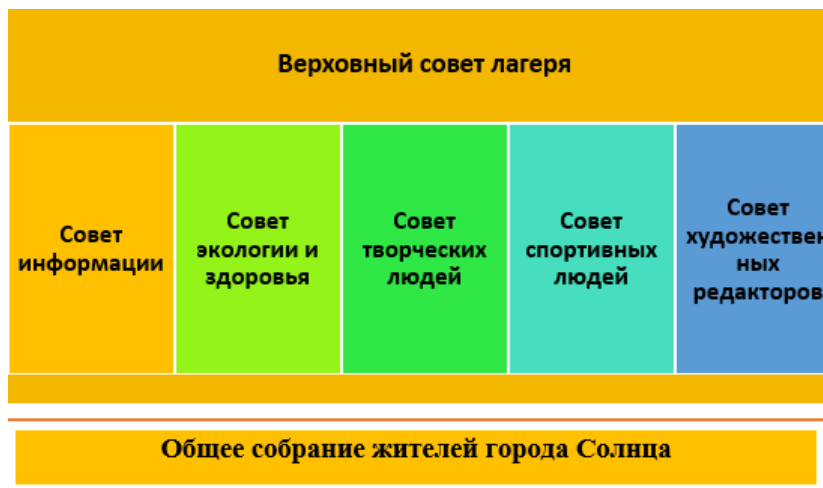 Верховный совет лагеря
Совет
информации
Совет
экологии и
здоровья
Совет
творческих
людей
Совет
спортивных
людей
Совет
художествен
ных
редакторов
Общее собрание жителей города Солнца